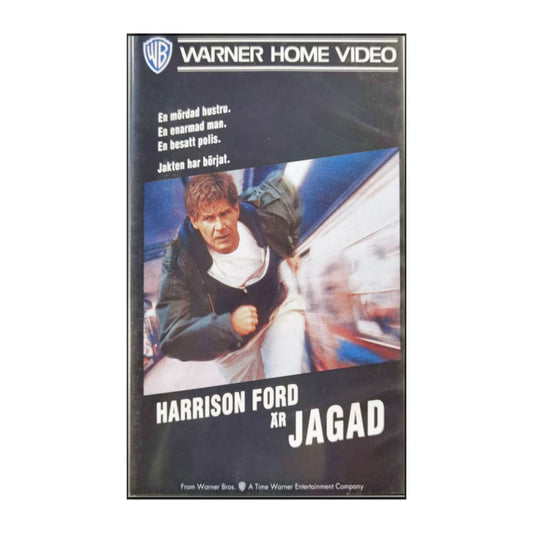 WB WARNER HOME VIDEO
En mördad hustru.
En enarmad man.
En besatt polis.
Jakten har börjat.
HARRISON FORD
ÄR JAGAD
From Warner Bros. WB A Time Warner Entertainment Company